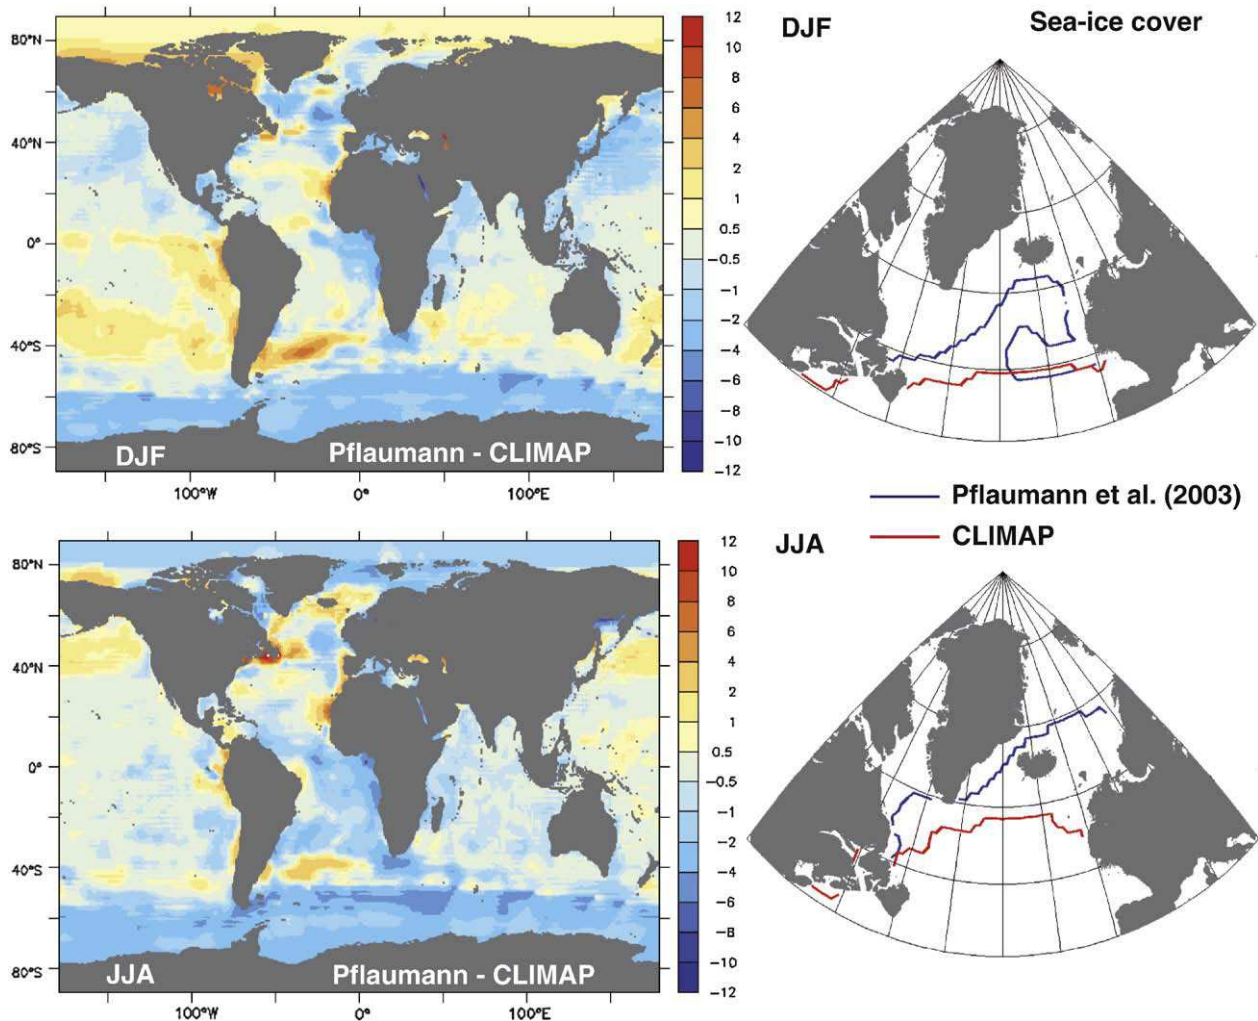 DJF
Sea-ice cover
80°N
40°N
0°
40°S
80°S
12
10
8
6
4
2
1
0.5
−0.5
−1
−2
−4
−6
−8
−10
−12
DJF
Pflaumann - CLIMAP
100°W
0°
100°E
Pflaumann et al. (2003)
CLIMAP
JJA
80°N
40°N
0°
40°S
80°S
12
10
8
6
4
2
1
0.5
−0.5
−1
−2
−4
−6
−8
−10
−12
JJA
Pflaumann - CLIMAP
100°W
0°
100°E